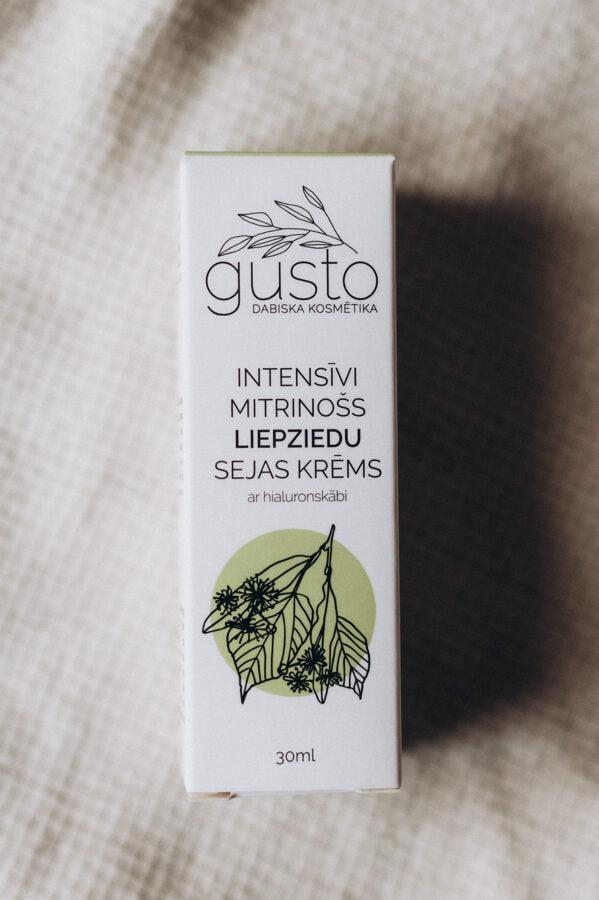 gusto
DABISKA KOSMĒTIKA
INTENSĪVI
MITRINOŠS
LIEPZIEDU
SEJAS KRĒMS
ar hialuronskābi
30ml